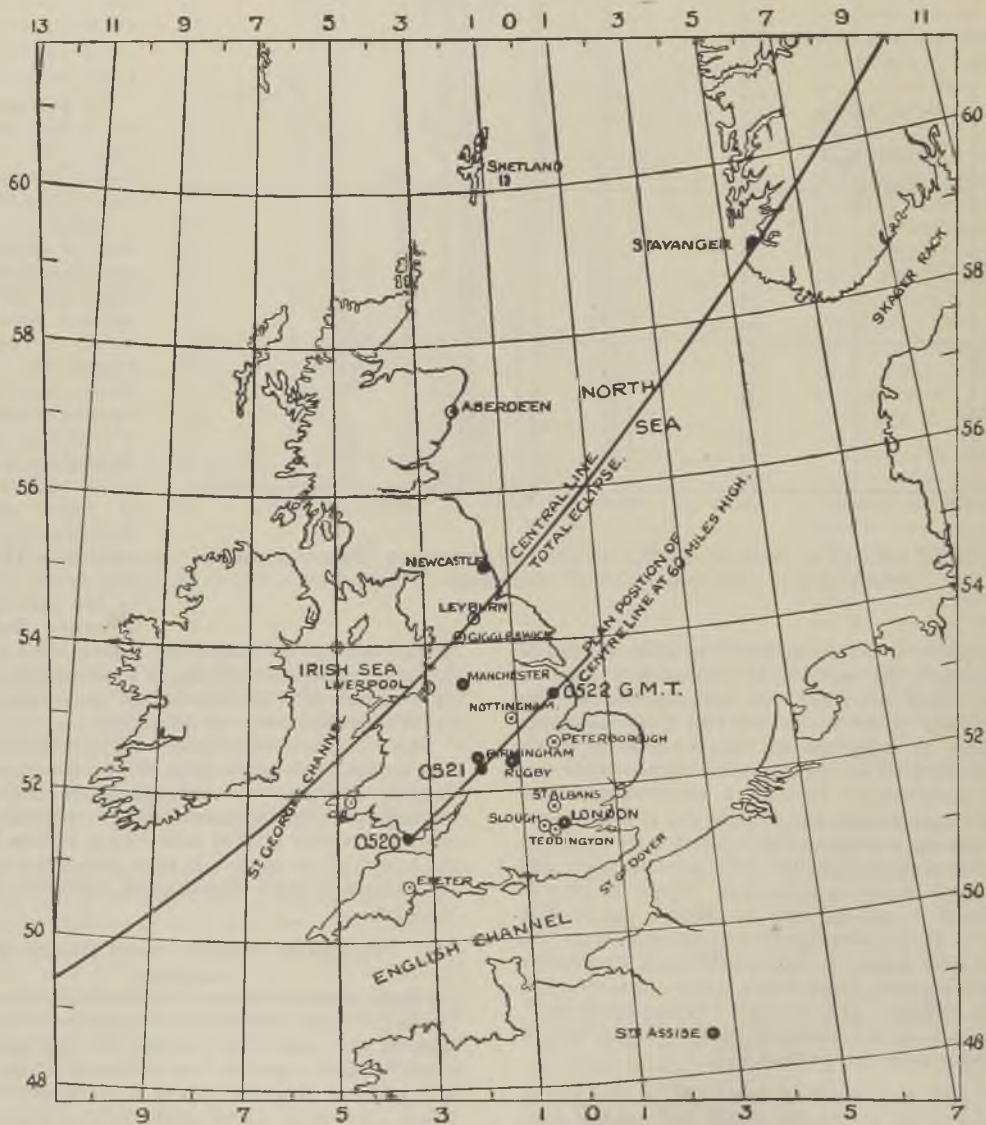 13 9 7 5 3 1 0 1 3 5 7 9 11
60
60
SHETLAND
STAVANGER
58
SKAGER RACK
58
NORTH
SEA
ABERDEEN
56
56
CENTRAL LINE
TOTAL ECLIPSE.
PLAN POSITION OF
CENTRE LINE AT 60 MILES HIGH.
NEWCASTLE
54
LEYBURN
54
GIGGLESWICK
IRISH SEA
LIVERPOOL
MANCHESTER
0522 G.M.T.
NOTTINGHAM
PETERBOROUGH
52
BIRMINGHAM
52
0521
RUGBY
ST ALBANS
SLOUGH
LONDON
TEDDINGTON
0520
ST GEORGES CHANNEL
ST OF DOVER
EXETER
50
50
ENGLISH CHANNEL
STE ASSISE
48
48
9 7 5 3 1 0 1 3 5 7